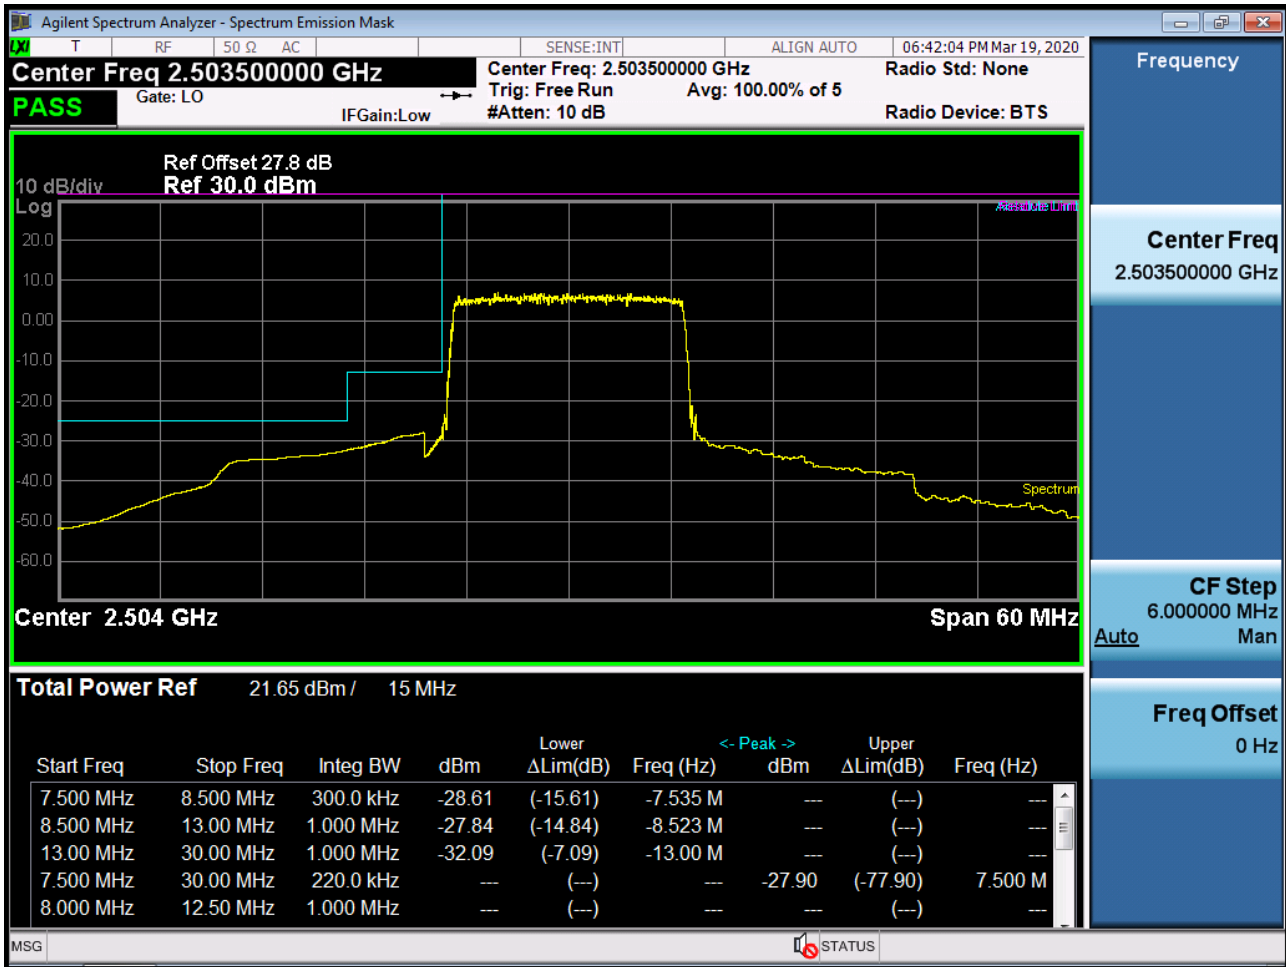 Agilent Spectrum Analyzer - Spectrum Emission Mask
LXI T RF 50 Ω AC SENSE:INT ALIGN AUTO 06:42:04 PM Mar 19, 2020
Center Freq 2.503500000 GHz
Center Freq: 2.503500000 GHz
Radio Std: None
PASS
Gate: LO
Trig: Free Run
Avg: 100.00% of 5
IFGain:Low
#Atten: 10 dB
Radio Device: BTS
Ref Offset 27.8 dB
10 dB/div
Ref 30.0 dBm
Log
20.0
10.0
0.00
-10.0
-20.0
-30.0
-40.0
Spectrum
-50.0
-60.0
Center 2.504 GHz
Span 60 MHz
Total Power Ref 21.65 dBm / 15 MHz
Lower <- Peak -> Upper
Start Freq Stop Freq Integ BW dBm ΔLim(dB) Freq (Hz) dBm ΔLim(dB) Freq (Hz)
7.500 MHz 8.500 MHz 300.0 kHz -28.61 (-15.61) -7.535 M --- (---) ---
8.500 MHz 13.00 MHz 1.000 MHz -27.84 (-14.84) -8.523 M --- (---) ---
13.00 MHz 30.00 MHz 1.000 MHz -32.09 (-7.09) -13.00 M --- (---) ---
7.500 MHz 30.00 MHz 220.0 kHz --- (---) --- -27.90 (-77.90) 7.500 M
8.000 MHz 12.50 MHz 1.000 MHz --- (---) --- --- (---) ---
MSG
STATUS
Frequency
Center Freq
2.503500000 GHz
CF Step
6.000000 MHz
Auto Man
Freq Offset
0 Hz